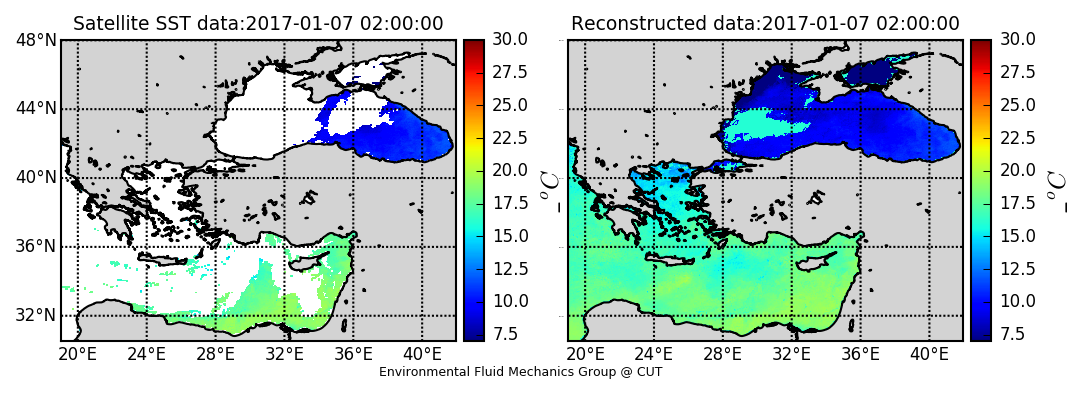 Satellite SST data:2017-01-07 02:00:00
48°N
44°N
40°N
36°N
32°N
20°E 24°E 28°E 32°E 36°E 40°E
30.0
27.5
25.0
22.5
20.0
17.5
15.0
12.5
10.0
7.5
_°C
Reconstructed data:2017-01-07 02:00:00
20°E 24°E 28°E 32°E 36°E 40°E
30.0
27.5
25.0
22.5
20.0
17.5
15.0
12.5
10.0
7.5
_°C
Environmental Fluid Mechanics Group @ CUT